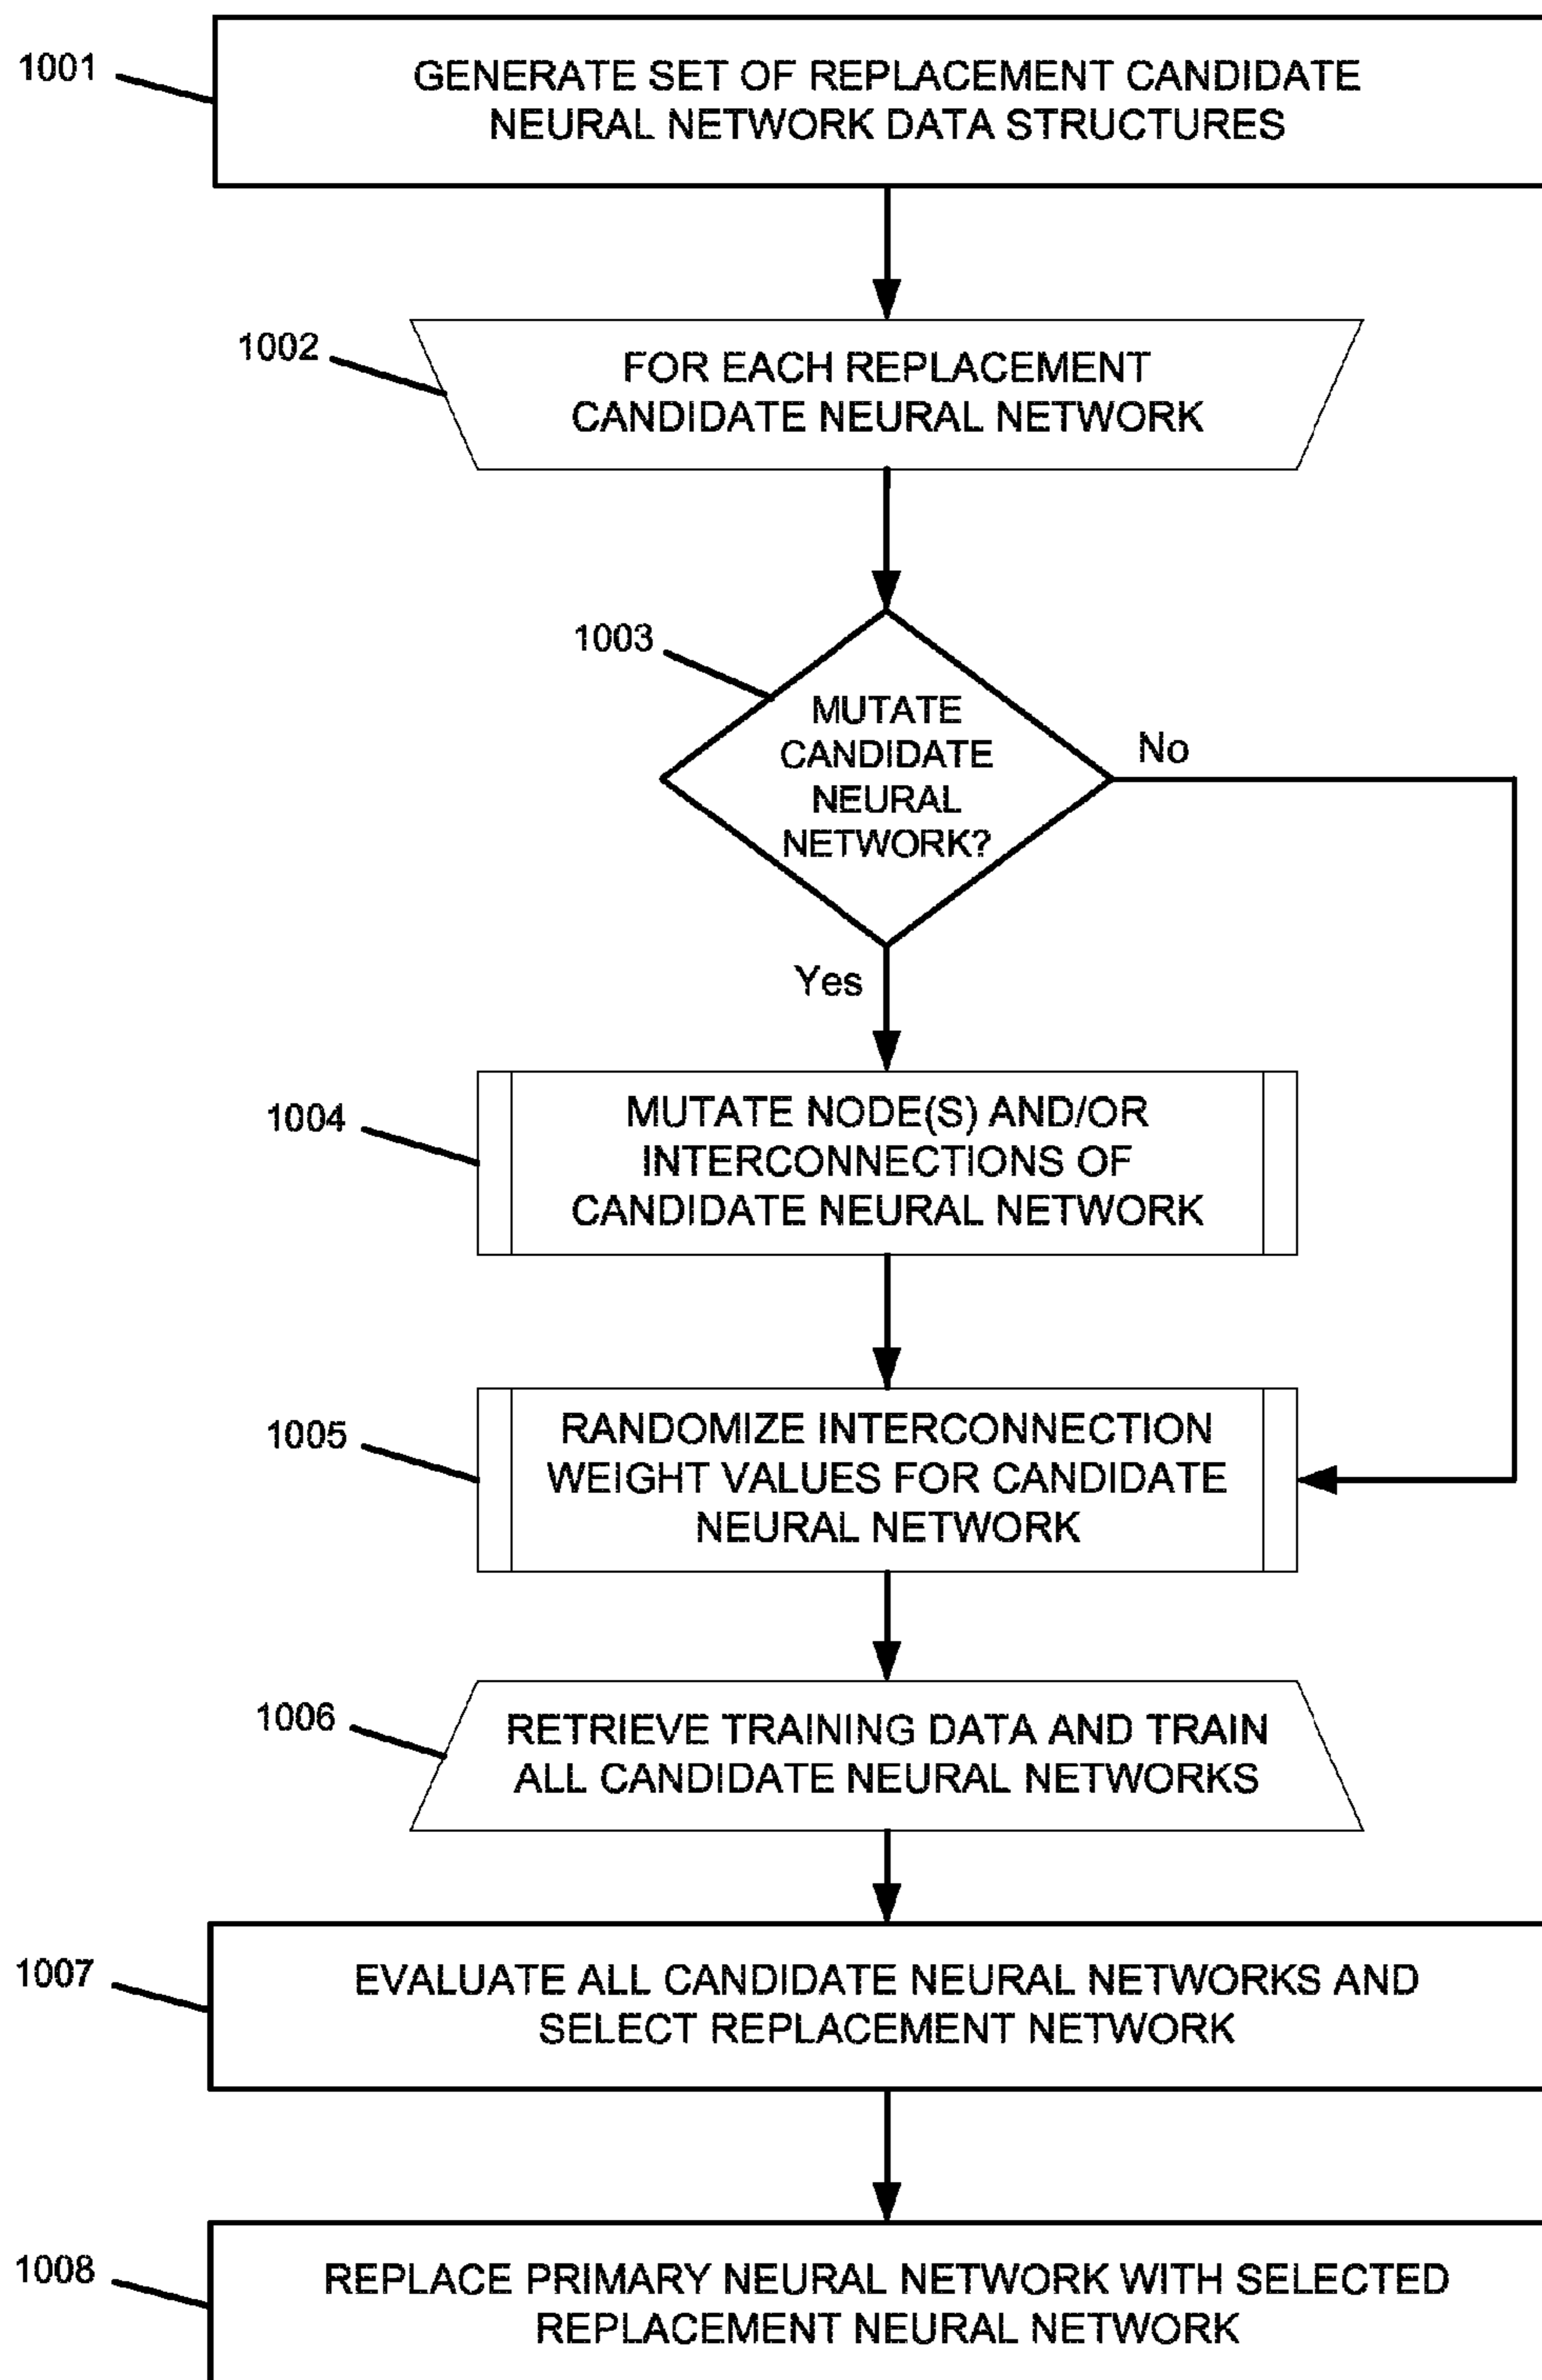 1001
GENERATE SET OF REPLACEMENT CANDIDATE
NEURAL NETWORK DATA STRUCTURES
1002
FOR EACH REPLACEMENT
CANDIDATE NEURAL NETWORK
1003
MUTATE
CANDIDATE
NEURAL
NETWORK?
No
Yes
1004
MUTATE NODE(S) AND/OR
INTERCONNECTIONS OF
CANDIDATE NEURAL NETWORK
1005
RANDOMIZE INTERCONNECTION
WEIGHT VALUES FOR CANDIDATE
NEURAL NETWORK
1006
RETRIEVE TRAINING DATA AND TRAIN
ALL CANDIDATE NEURAL NETWORKS
1007
EVALUATE ALL CANDIDATE NEURAL NETWORKS AND
SELECT REPLACEMENT NETWORK
1008
REPLACE PRIMARY NEURAL NETWORK WITH SELECTED
REPLACEMENT NEURAL NETWORK